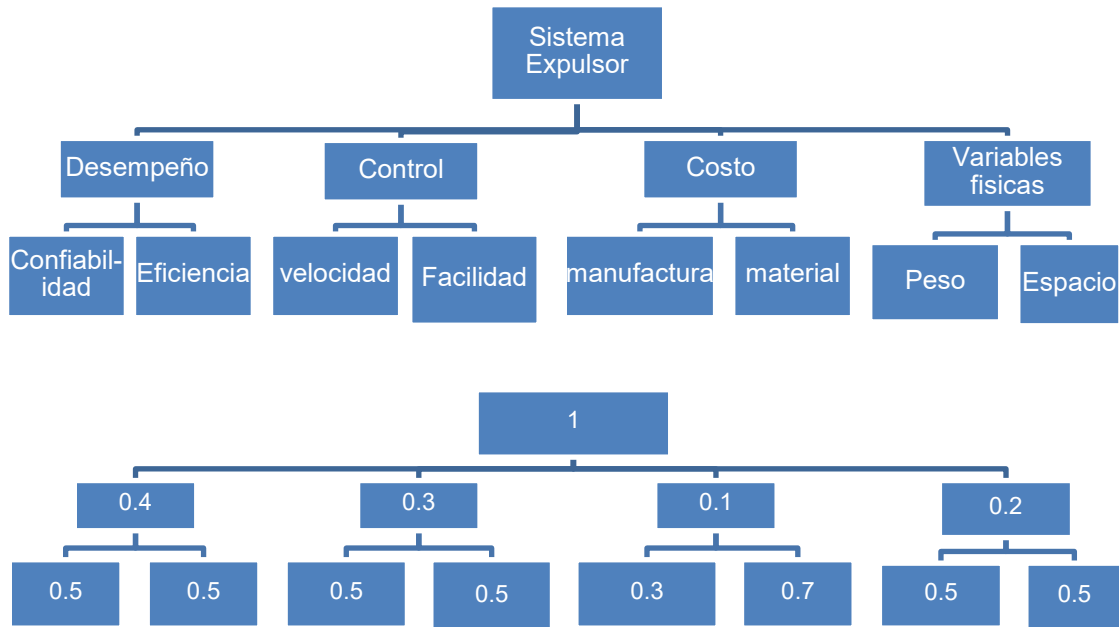 Sistema
Expulsor
Desempeño
Control
Costo
Variables
fisicas
Confiabil-
idad
Eficiencia
velocidad
Facilidad
manufactura
material
Peso
Espacio
1
0.4
0.3
0.1
0.2
0.5
0.5
0.5
0.5
0.3
0.7
0.5
0.5